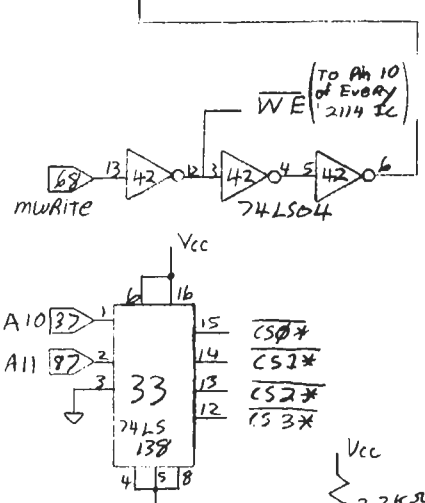 WE (To Pin 10
of Every
2114 IC)
68 13 42 12 3 42 4 5 42 6
MWRITE
74LS04
Vcc
6 16
A10 37 1 15 CS0*
A11 87 2 14 CS1*
3 33 13 CS2*
74LS 12 CS3*
138
4 5 8
Vcc
2.2K Ω